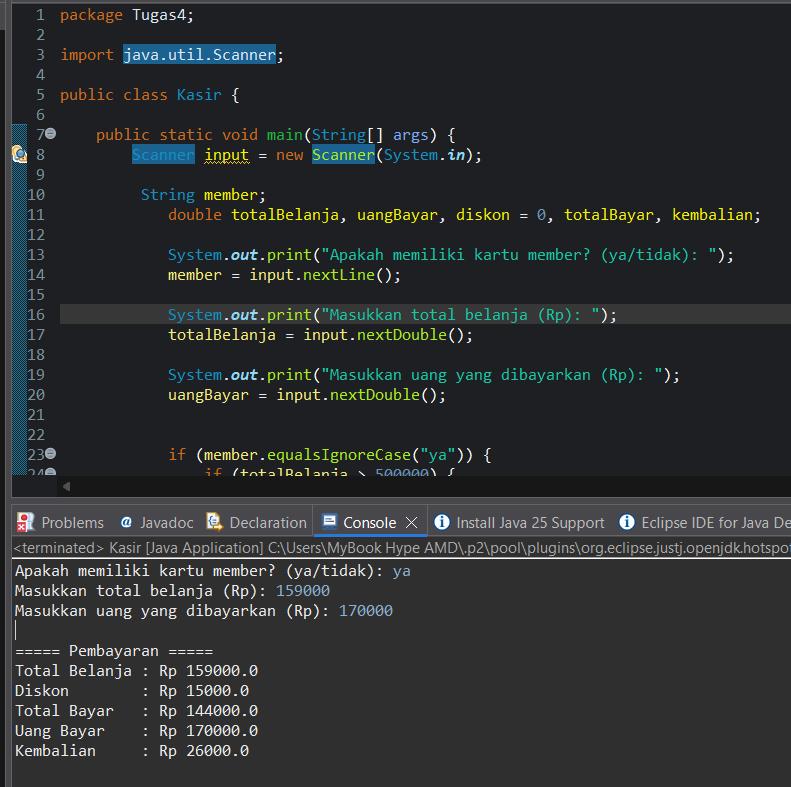 1 package Tugas4;
2
3 import java.util.Scanner;
4
5 public class Kasir {
6
7 public static void main(String[] args) {
8 Scanner input = new Scanner(System.in);
9
10 String member;
11 double totalBelanja, uangBayar, diskon = 0, totalBayar, kembalian;
12
13 System.out.print("Apakah memiliki kartu member? (ya/tidak): ");
14 member = input.nextLine();
15
16 System.out.print("Masukkan total belanja (Rp): ");
17 totalBelanja = input.nextDouble();
18
19 System.out.print("Masukkan uang yang dibayarkan (Rp): ");
20 uangBayar = input.nextDouble();
21
22
23 if (member.equalsIgnoreCase("ya")) {
24 if (totalBelanja > 500000) {
Problems @ Javadoc Declaration Console Install Java 25 Support Eclipse IDE for Java De
<terminated> Kasir [Java Application] C:\Users\MyBook Hype AMD\.p2\pool\plugins\org.eclipse.justj.openjdk.hotspot
Apakah memiliki kartu member? (ya/tidak): ya
Masukkan total belanja (Rp): 159000
Masukkan uang yang dibayarkan (Rp): 170000
===== Pembayaran =====
Total Belanja : Rp 159000.0
Diskon : Rp 15000.0
Total Bayar : Rp 144000.0
Uang Bayar : Rp 170000.0
Kembalian : Rp 26000.0